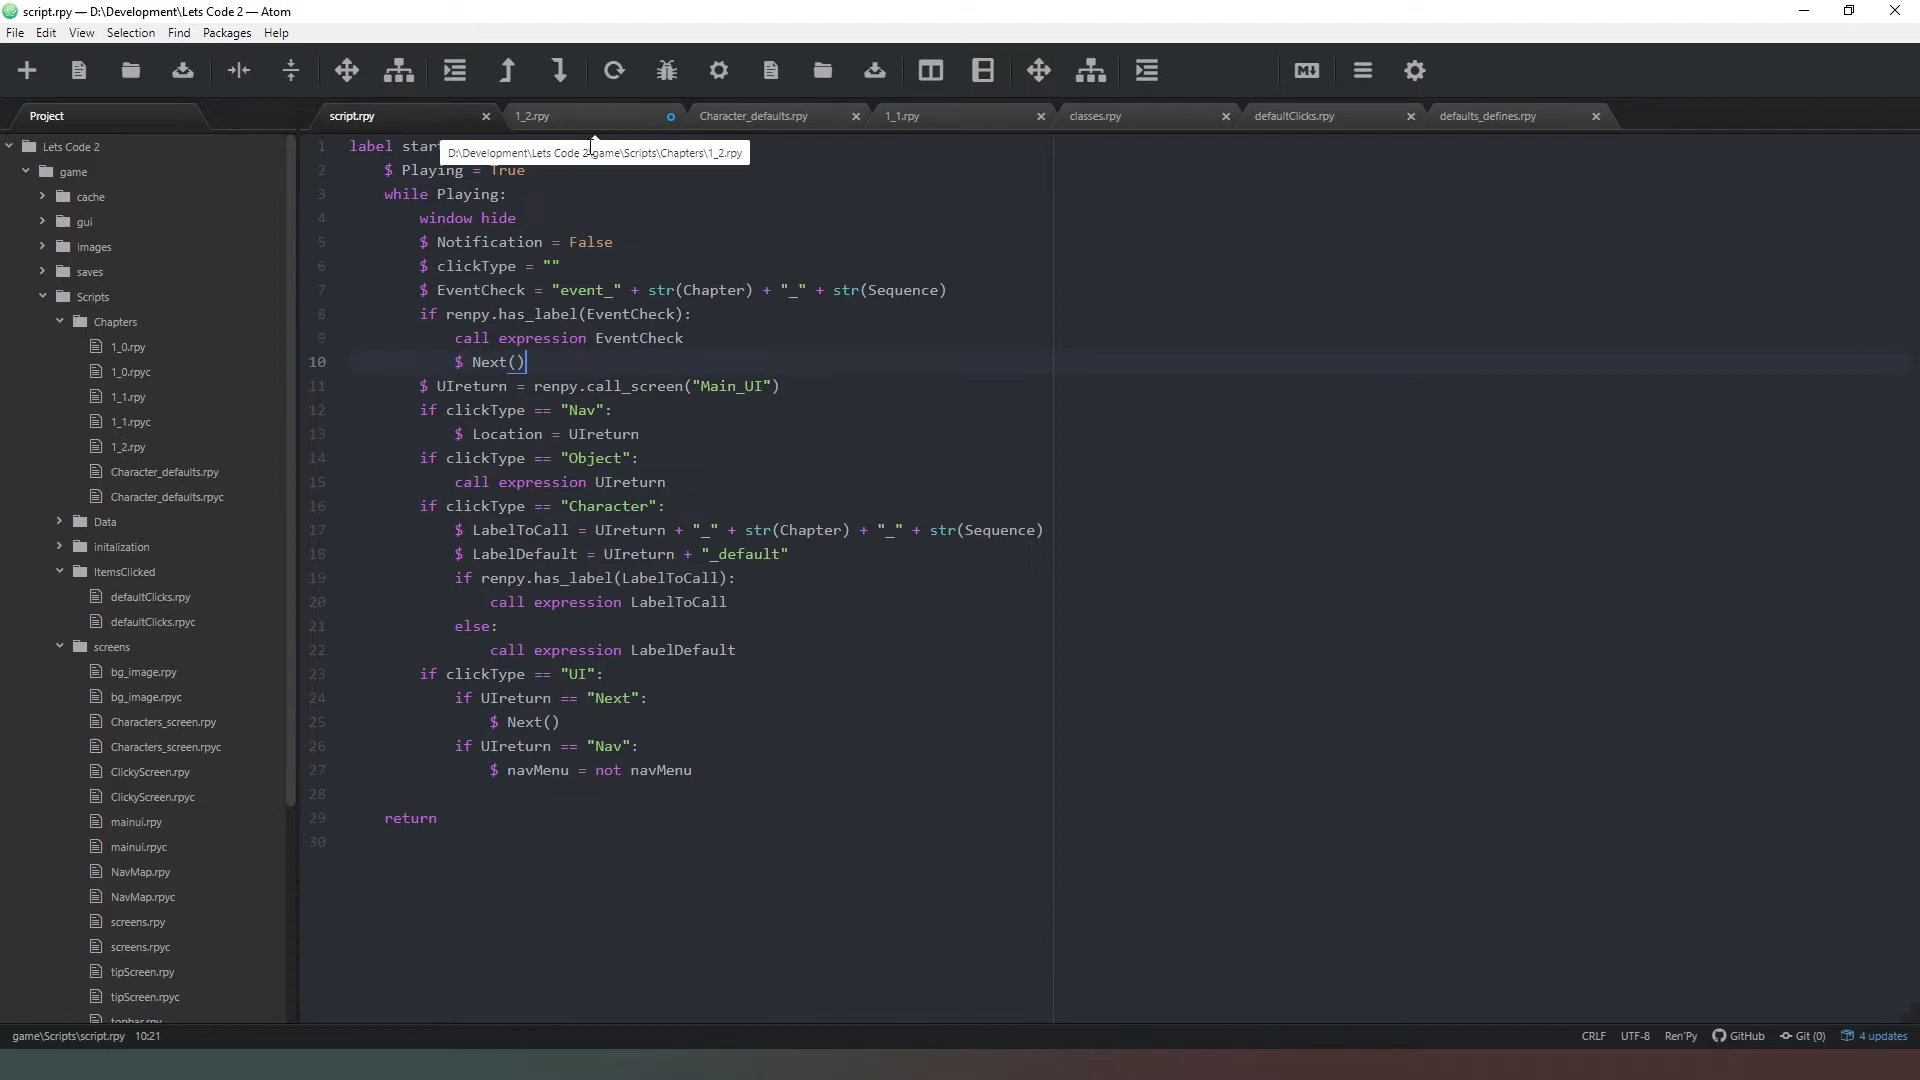 script.rpy — D:\Development\Lets Code 2 — Atom
File Edit View Selection Find Packages Help
Project
script.rpy
1_2.rpy
Character_defaults.rpy
1_1.rpy
classes.rpy
defaultClicks.rpy
defaults_defines.rpy
D:\Development\Lets Code 2\game\Scripts\Chapters\1_2.rpy
Lets Code 2
game
cache
gui
images
saves
Scripts
Chapters
1_0.rpy
1_0.rpyc
1_1.rpy
1_1.rpyc
1_2.rpy
Character_defaults.rpy
Character_defaults.rpyc
Data
initalization
ItemsClicked
defaultClicks.rpy
defaultClicks.rpyc
screens
bg_image.rpy
bg_image.rpyc
Characters_screen.rpy
Characters_screen.rpyc
ClickyScreen.rpy
ClickyScreen.rpyc
mainui.rpy
mainui.rpyc
NavMap.rpy
NavMap.rpyc
screens.rpy
screens.rpyc
tipScreen.rpy
tipScreen.rpyc
topbar.rpy
1 label star
2 $ Playing = True
3 while Playing:
4 window hide
5 $ Notification = False
6 $ clickType = ""
7 $ EventCheck = "event_" + str(Chapter) + "_" + str(Sequence)
8 if renpy.has_label(EventCheck):
9 call expression EventCheck
10 $ Next()
11 $ UIreturn = renpy.call_screen("Main_UI")
12 if clickType == "Nav":
13 $ Location = UIreturn
14 if clickType == "Object":
15 call expression UIreturn
16 if clickType == "Character":
17 $ LabelToCall = UIreturn + "_" + str(Chapter) + "_" + str(Sequence)
18 $ LabelDefault = UIreturn + "_default"
19 if renpy.has_label(LabelToCall):
20 call expression LabelToCall
21 else:
22 call expression LabelDefault
23 if clickType == "UI":
24 if UIreturn == "Next":
25 $ Next()
26 if UIreturn == "Nav":
27 $ navMenu = not navMenu
28
29 return
30
game\Scripts\script.rpy 10:21
CRLF UTF-8 Ren'Py GitHub Git (0) 4 updates